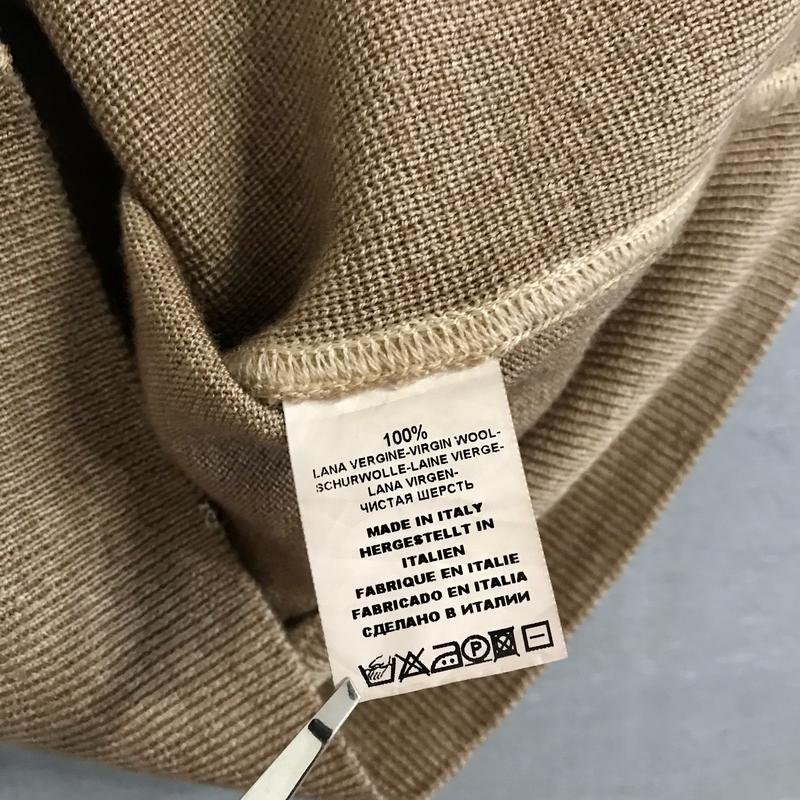 100%
LANA VERGINE-VIRGIN WOOL-
SCHURWOLLE-LAINE VIERGE-
LANA VIRGEN-
ЧИСТАЯ ШЕРСТЬ
MADE IN ITALY
HERGESTELLT IN
ITALIEN
FABRIQUE EN ITALIE
FABRICADO EN ITALIA
СДЕЛАНО В ИТАЛИИ
P